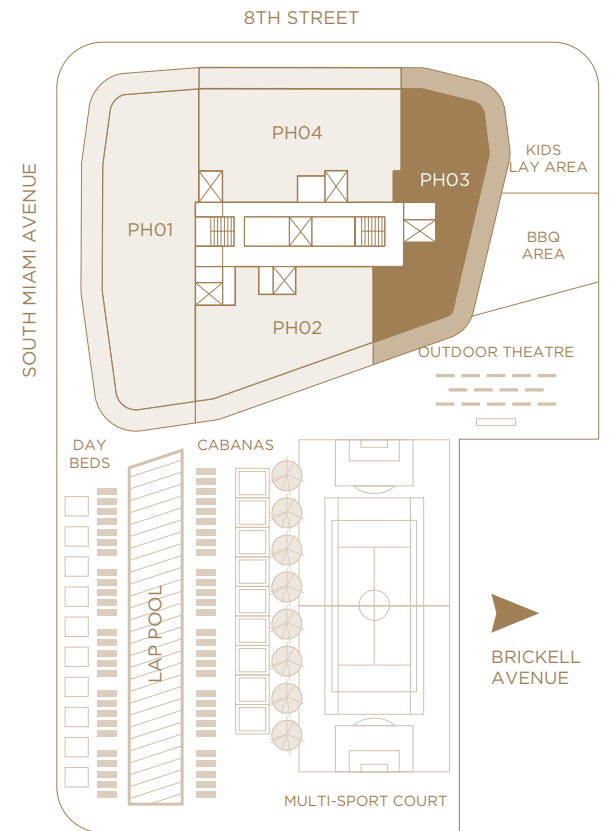 8TH STREET
SOUTH MIAMI AVENUE
PH04
PH03
PH01
PH02
KIDS
LAY AREA
BBQ
AREA
OUTDOOR THEATRE
DAY
BEDS
CABANAS
LAP POOL
BRICKELL
AVENUE
MULTI-SPORT COURT